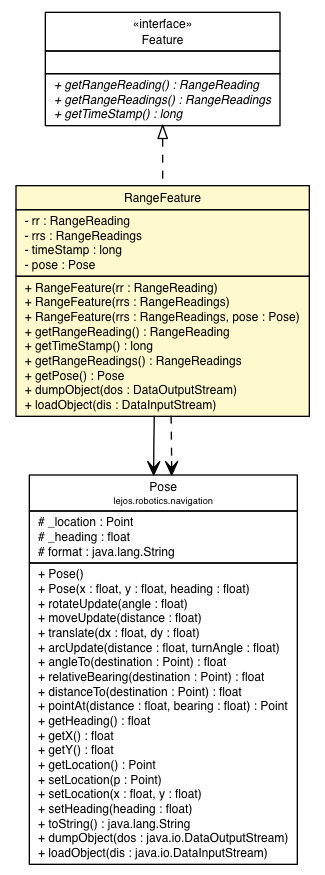 «interface»
Feature
+ getRangeReading() : RangeReading
+ getRangeReadings() : RangeReadings
+ getTimeStamp() : long
RangeFeature
- rr : RangeReading
- rrs : RangeReadings
- timeStamp : long
- pose : Pose
+ RangeFeature(rr : RangeReading)
+ RangeFeature(rrs : RangeReadings)
+ RangeFeature(rrs : RangeReadings, pose : Pose)
+ getRangeReading() : RangeReading
+ getTimeStamp() : long
+ getRangeReadings() : RangeReadings
+ getPose() : Pose
+ dumpObject(dos : DataOutputStream)
+ loadObject(dis : DataInputStream)
Pose
lejos.robotics.navigation
# _location : Point
# _heading : float
# format : java.lang.String
+ Pose()
+ Pose(x : float, y : float, heading : float)
+ rotateUpdate(angle : float)
+ moveUpdate(distance : float)
+ translate(dx : float, dy : float)
+ arcUpdate(distance : float, turnAngle : float)
+ angleTo(destination : Point) : float
+ relativeBearing(destination : Point) : float
+ distanceTo(destination : Point) : float
+ pointAt(distance : float, bearing : float) : Point
+ getHeading() : float
+ getX() : float
+ getY() : float
+ getLocation() : Point
+ setLocation(p : Point)
+ setLocation(x : float, y : float)
+ setHeading(heading : float)
+ toString() : java.lang.String
+ dumpObject(dos : java.io.DataOutputStream)
+ loadObject(dis : java.io.DataInputStream)